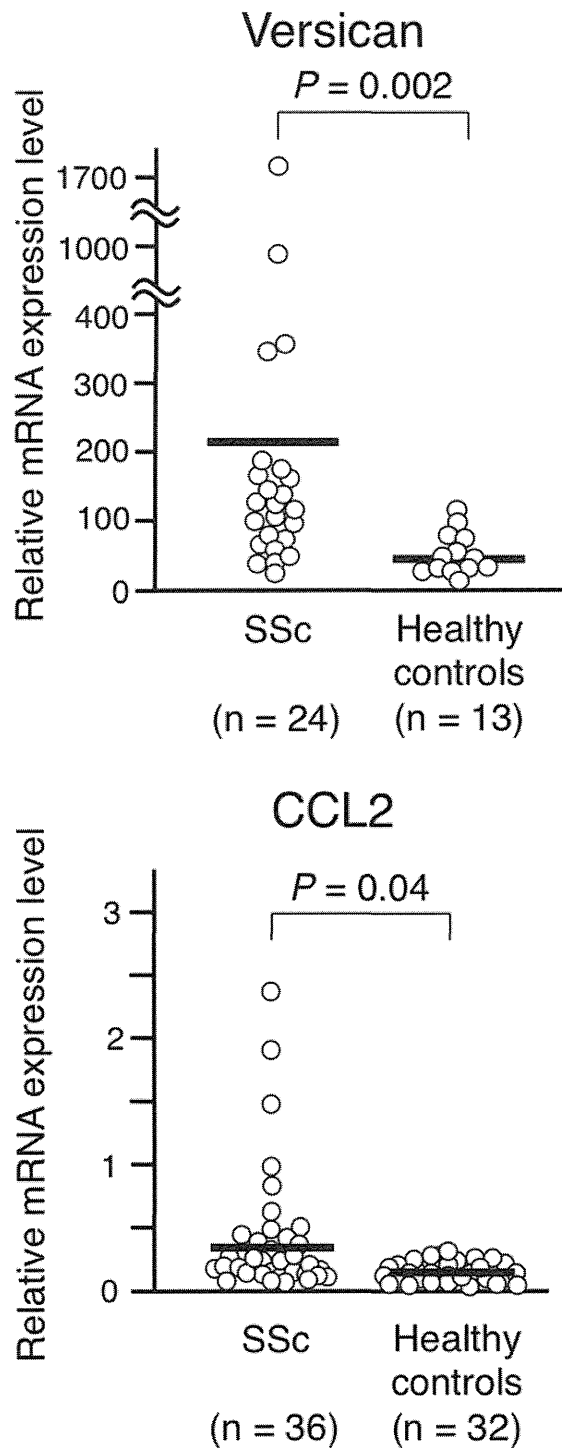 Versican
P = 0.002
Relative mRNA expression level
1700
1000
400
300
200
100
0
SSc
Healthy
controls
(n = 24)
(n = 13)
CCL2
P = 0.04
Relative mRNA expression level
3
2
1
0
SSc
Healthy
controls
(n = 36)
(n = 32)